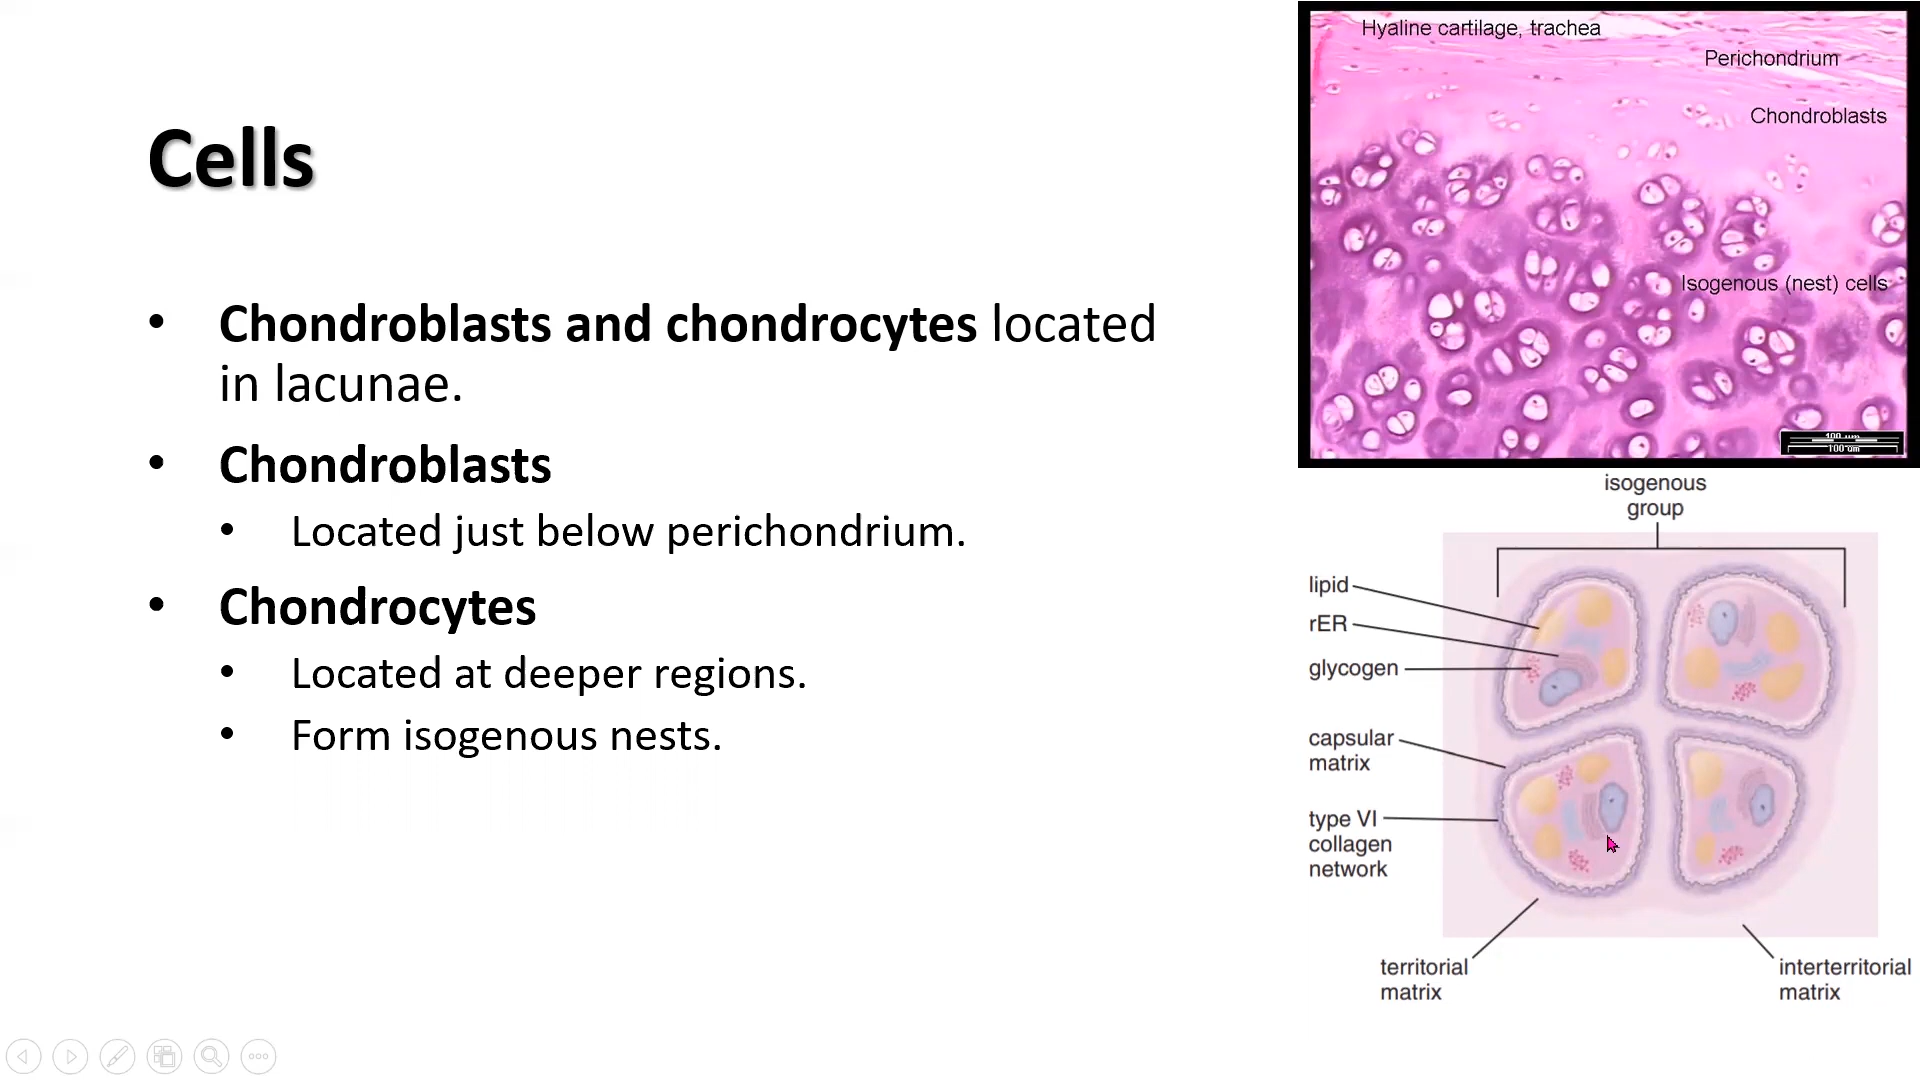 Cells
• Chondroblasts and chondrocytes located
in lacunae.
• Chondroblasts
• Located just below perichondrium.
• Chondrocytes
• Located at deeper regions.
• Form isogenous nests.
Hyaline cartilage, trachea
Perichondrium
Chondroblasts
Isogenous (nest) cells
100 um
100 um
isogenous
group
lipid
rER
glycogen
capsular
matrix
type VI
collagen
network
territorial
matrix
interterritorial
matrix